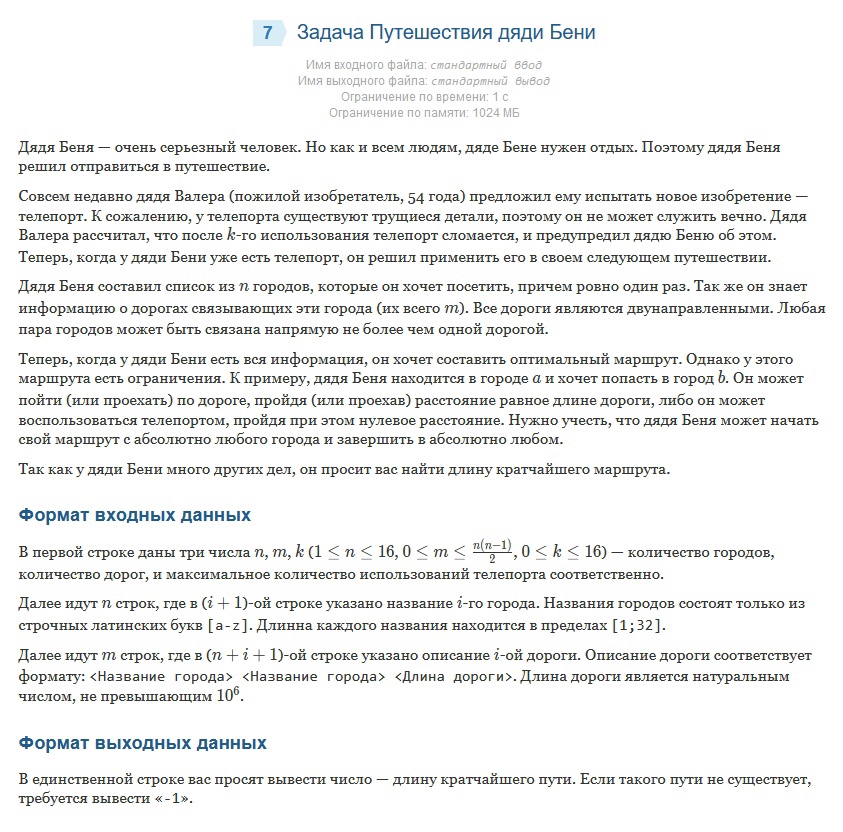 7 Задача Путешествия дяди Бени
Имя входного файла: стандартный ввод
Имя выходного файла: стандартный вывод
Ограничение по времени: 1 с
Ограничение по памяти: 1024 МБ
Дядя Беня — очень серьезный человек. Но как и всем людям, дяде Бене нужен отдых. Поэтому дядя Беня
решил отправиться в путешествие.
Совсем недавно дядя Валера (пожилой изобретатель, 54 года) предложил ему испытать новое изобретение —
телепорт. К сожалению, у телепорта существуют трущиеся детали, поэтому он не может служить вечно. Дядя
Валера рассчитал, что после k-го использования телепорт сломается, и предупредил дядю Беню об этом.
Теперь, когда у дяди Бени уже есть телепорт, он решил применить его в своем следующем путешествии.
Дядя Беня составил список из n городов, которые он хочет посетить, причем ровно один раз. Так же он знает
информацию о дорогах связывающих эти города (их всего m). Все дороги являются двунаправленными. Любая
пара городов может быть связана напрямую не более чем одной дорогой.
Теперь, когда у дяди Бени есть вся информация, он хочет составить оптимальный маршрут. Однако у этого
маршрута есть ограничения. К примеру, дядя Беня находится в городе a и хочет попасть в город b. Он может
пойти (или проехать) по дороге, пройдя (или проехав) расстояние равное длине дороги, либо он может
воспользоваться телепортом, пройдя при этом нулевое расстояние. Нужно учесть, что дядя Беня может начать
свой маршрут с абсолютно любого города и завершить в абсолютно любом.
Так как у дяди Бени много других дел, он просит вас найти длину кратчайшего маршрута.
Формат входных данных
В первой строке даны три числа n, m, k (1 ≤ n ≤ 16, 0 ≤ m ≤ n(n−1)/2, 0 ≤ k ≤ 16) — количество городов,
количество дорог, и максимальное количество использований телепорта соответственно.
Далее идут n строк, где в (i + 1)-ой строке указано название i-го города. Названия городов состоят только из
строчных латинских букв [a-z]. Длинна каждого названия находится в пределах [1;32].
Далее идут m строк, где в (n + i + 1)-ой строке указано описание i-ой дороги. Описание дороги соответствует
формату: <Название города> <Название города> <Длина дороги>. Длина дороги является натуральным
числом, не превышающим 10⁶.
Формат выходных данных
В единственной строке вас просят вывести число — длину кратчайшего пути. Если такого пути не существует,
требуется вывести «-1».